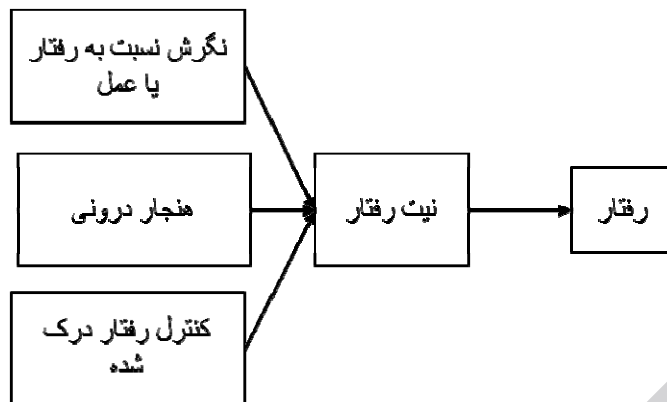 نگرش نسبت به رفتار
یا عمل
هنجار درونی
نیت رفتار
رفتار
کنترل رفتار درک
شده